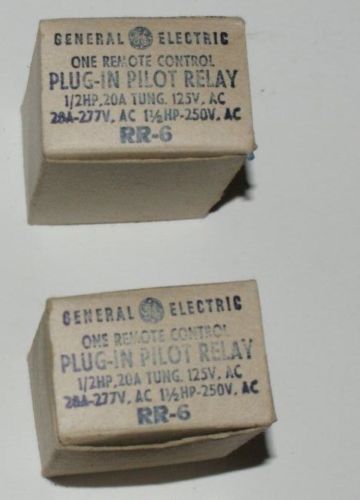 GENERAL GE ELECTRIC
ONE REMOTE CONTROL
PLUG-IN PILOT RELAY
1/2HP,20A TUNG. 125V. AC
28A-277V, AC 1½HP-250V, AC
RR-6
GENERAL GE ELECTRIC
ONE REMOTE CONTROL
PLUG-IN PILOT RELAY
1/2HP,20A TUNG. 125V. AC
28A-277V, AC 1½HP-250V, AC
RR-6